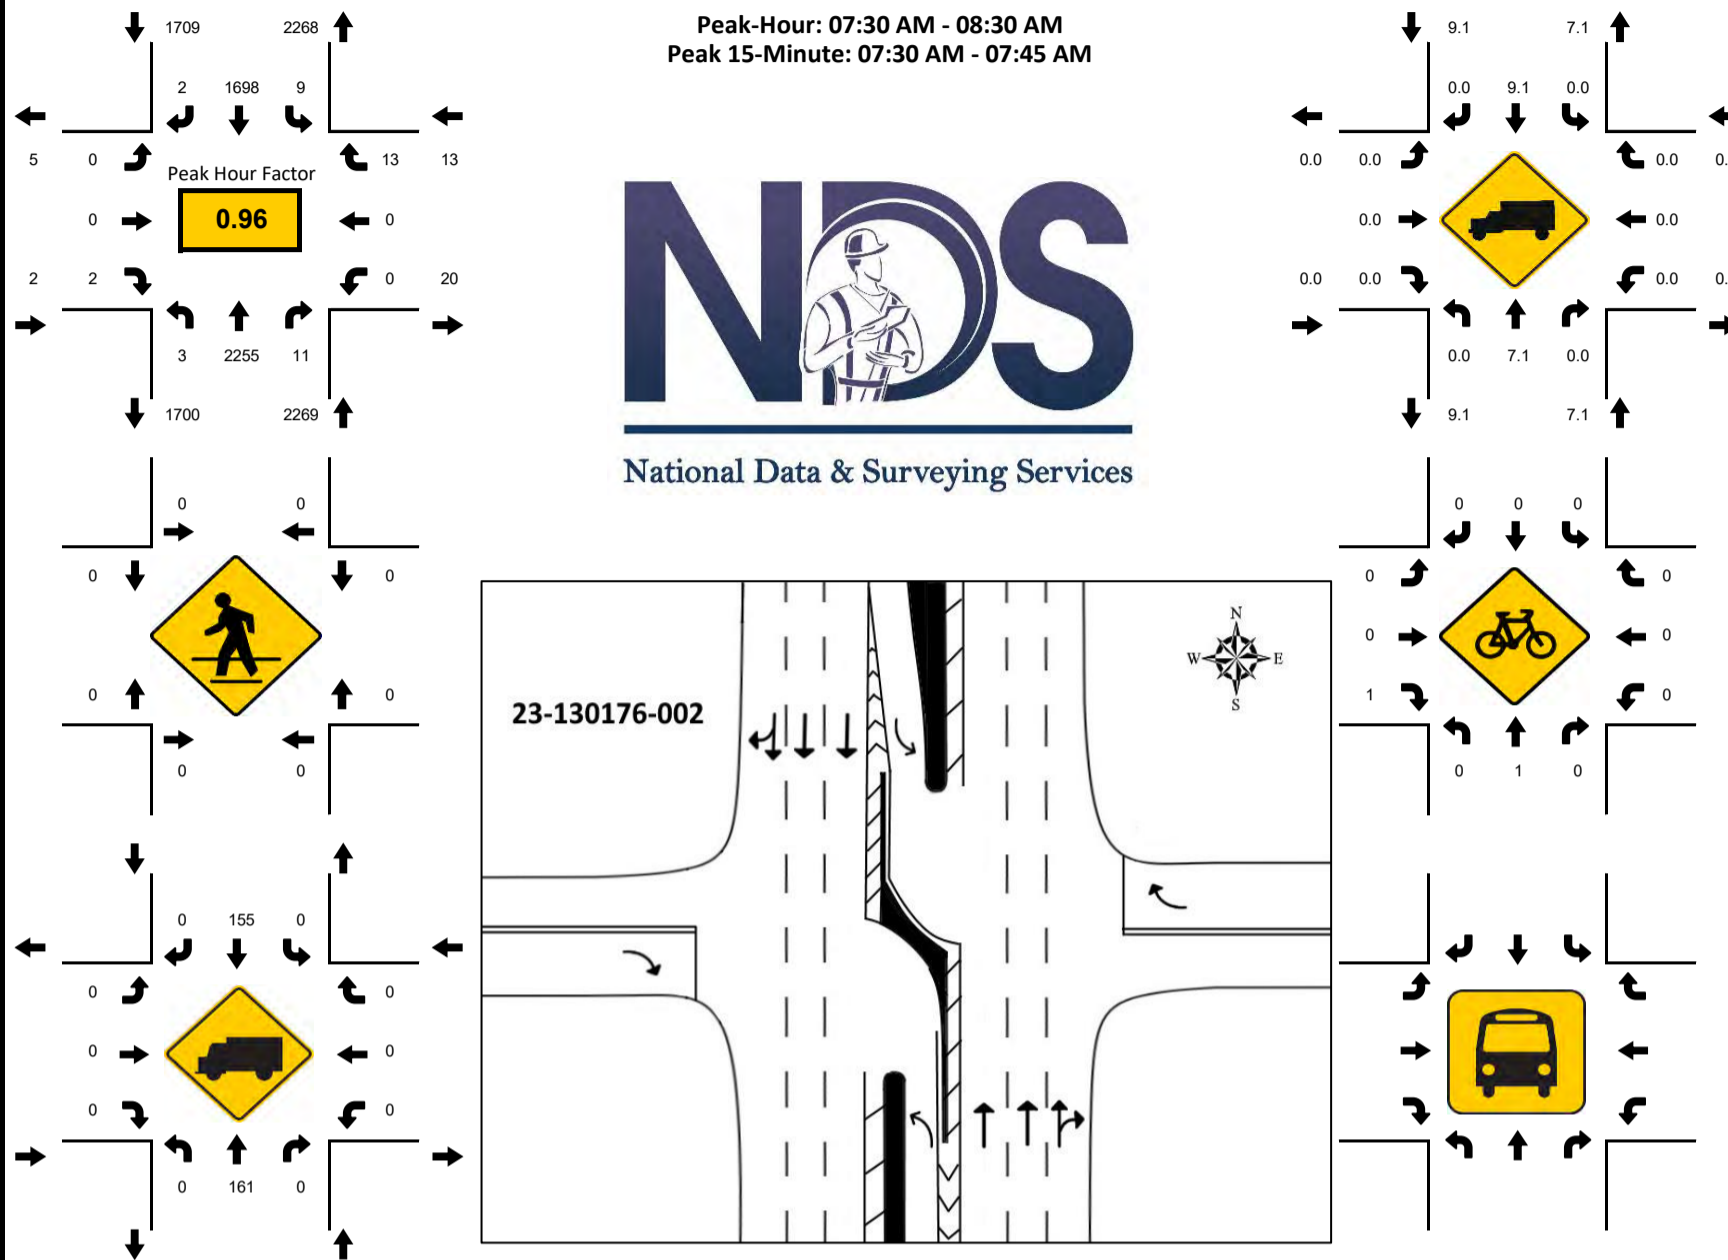 Peak-Hour: 07:30 AM - 08:30 AM
Peak 15-Minute: 07:30 AM - 07:45 AM
1709 2268
2 1698 9
5 0 13 13
Peak Hour Factor
0 0.96 0
2 2 0 20
3 2255 11
1700 2269
9.1 7.1
0.0 9.1 0.0
0.0 0.0 0.0 0.
0.0 0.0
0.0 0.0 0.0 0.
0.0 7.1 0.0
9.1 7.1
NDS
National Data & Surveying Services
0 0
0 0
0 0
0 0
0 0 0
0 0
0 0
1 0
0 1 0
23-130176-002
N
W E
S
0 155 0
0 0
0 0
0 0
0 161 0